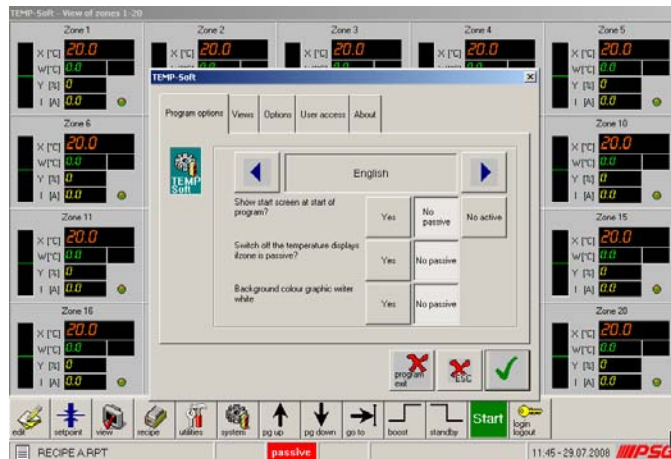 TEMP-Soft - View of zones 1-20
Zone 1 Zone 2 Zone 3 Zone 4 Zone 5
X [°C] 20.0 X [°C] 20.0 X [°C] 20.0 X [°C] 20.0 X [°C] 20.0
W[°C] 0.0 W[°C] 0.0
Y [%] 0 Y [%] 0
I [A] 0.0 I [A] 0.0
TEMP-Soft
Program options Views Options User access About
Zone 6 Zone 10
X [°C] 20.0 X [°C] 20.0
W[°C] 0.0 W[°C] 0.0
Y [%] 0 Y [%] 0
I [A] 0.0 I [A] 0.0
TEMP
Soft
English
Show start screen at start of
program?
Yes No passive No active
Switch off the temperature displays
ifzone is passive?
Yes No passive
Background colour graphic writer
white
Yes No passive
Zone 11 Zone 15
X [°C] 20.0 X [°C] 20.0
W[°C] 0.0 W[°C] 0.0
Y [%] 0 Y [%] 0
I [A] 0.0 I [A] 0.0
Zone 16 Zone 20
X [°C] 20.0 X [°C] 20.0
W[°C] 0.0 W[°C] 0.0
Y [%] 0 Y [%] 0
I [A] 0.0 I [A] 0.0
program
exit
ESC
edit setpoint view recipe utilities system pg up pg down go to boost standby Start login
logout
RECIPE A.RPT passive 11:45 - 29.07.2008 PSG